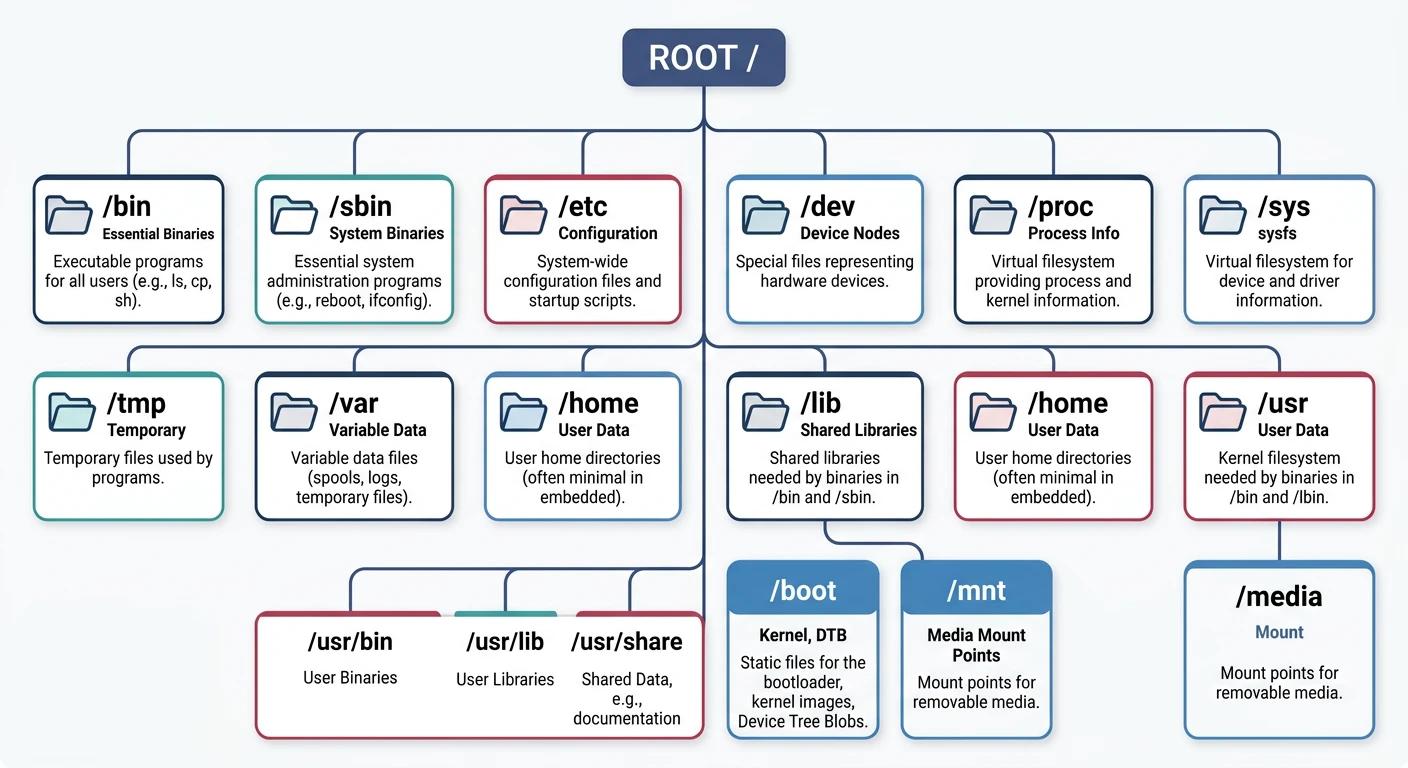 ROOT /
/bin
Essential Binaries
Executable programs
for all users (e.g., ls, cp,
sh).
/sbin
System Binaries
Essential system
administration programs
(e.g., reboot, ifconfig).
/etc
Configuration
System-wide
configuration files and
startup scripts.
/dev
Device Nodes
Special files representing
hardware devices.
/proc
Process Info
Virtual filesystem
providing process and
kernel information.
/sys
sysfs
Virtual filesystem for
device and driver
information.
/tmp
Temporary
Temporary files used by
programs.
/var
Variable Data
Variable data files
(spools, logs,
temporary files).
/home
User Data
User home directories
(often minimal in
embedded).
/lib
Shared Libraries
Shared libraries
needed by binaries in
/bin and /sbin.
/home
User Data
User home directories
(often minimal in
embedded).
/usr
User Data
Kernel filesystem
needed by binaries in
/bin and /lbin.
/usr/bin
User Binaries
/usr/lib
User Libraries
/usr/share
Shared Data,
e.g.,
documentation
/boot
Kernel, DTB
Static files for the
bootloader,
kernel images,
Device Tree Blobs.
/mnt
Media Mount
Points
Mount points for
removable media.
/media
Mount
Mount points for
removable media.